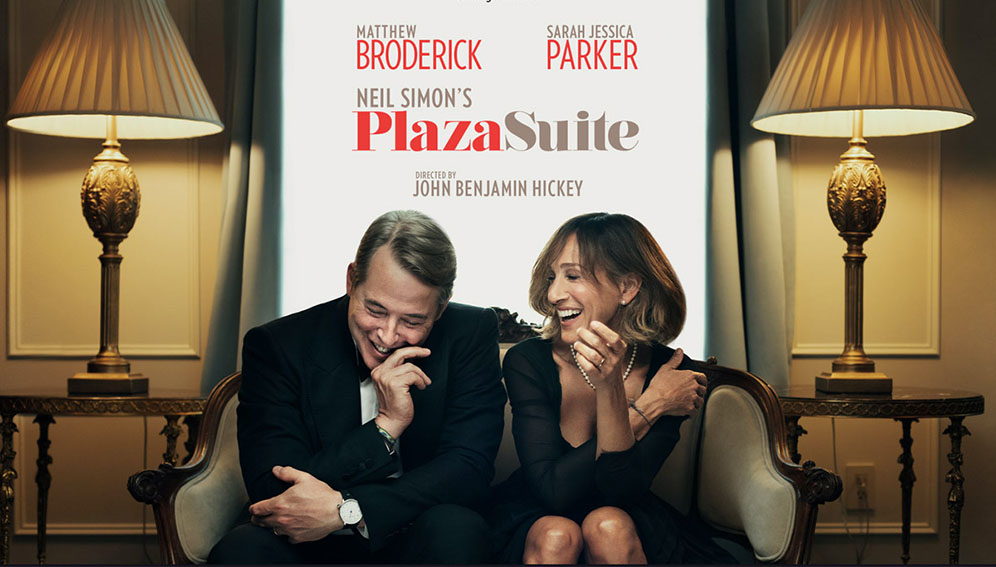 MATTHEW
BRODERICK
SARAH JESSICA
PARKER
NEIL SIMON'S
PlazaSuite
DIRECTED BY
JOHN BENJAMIN HICKEY